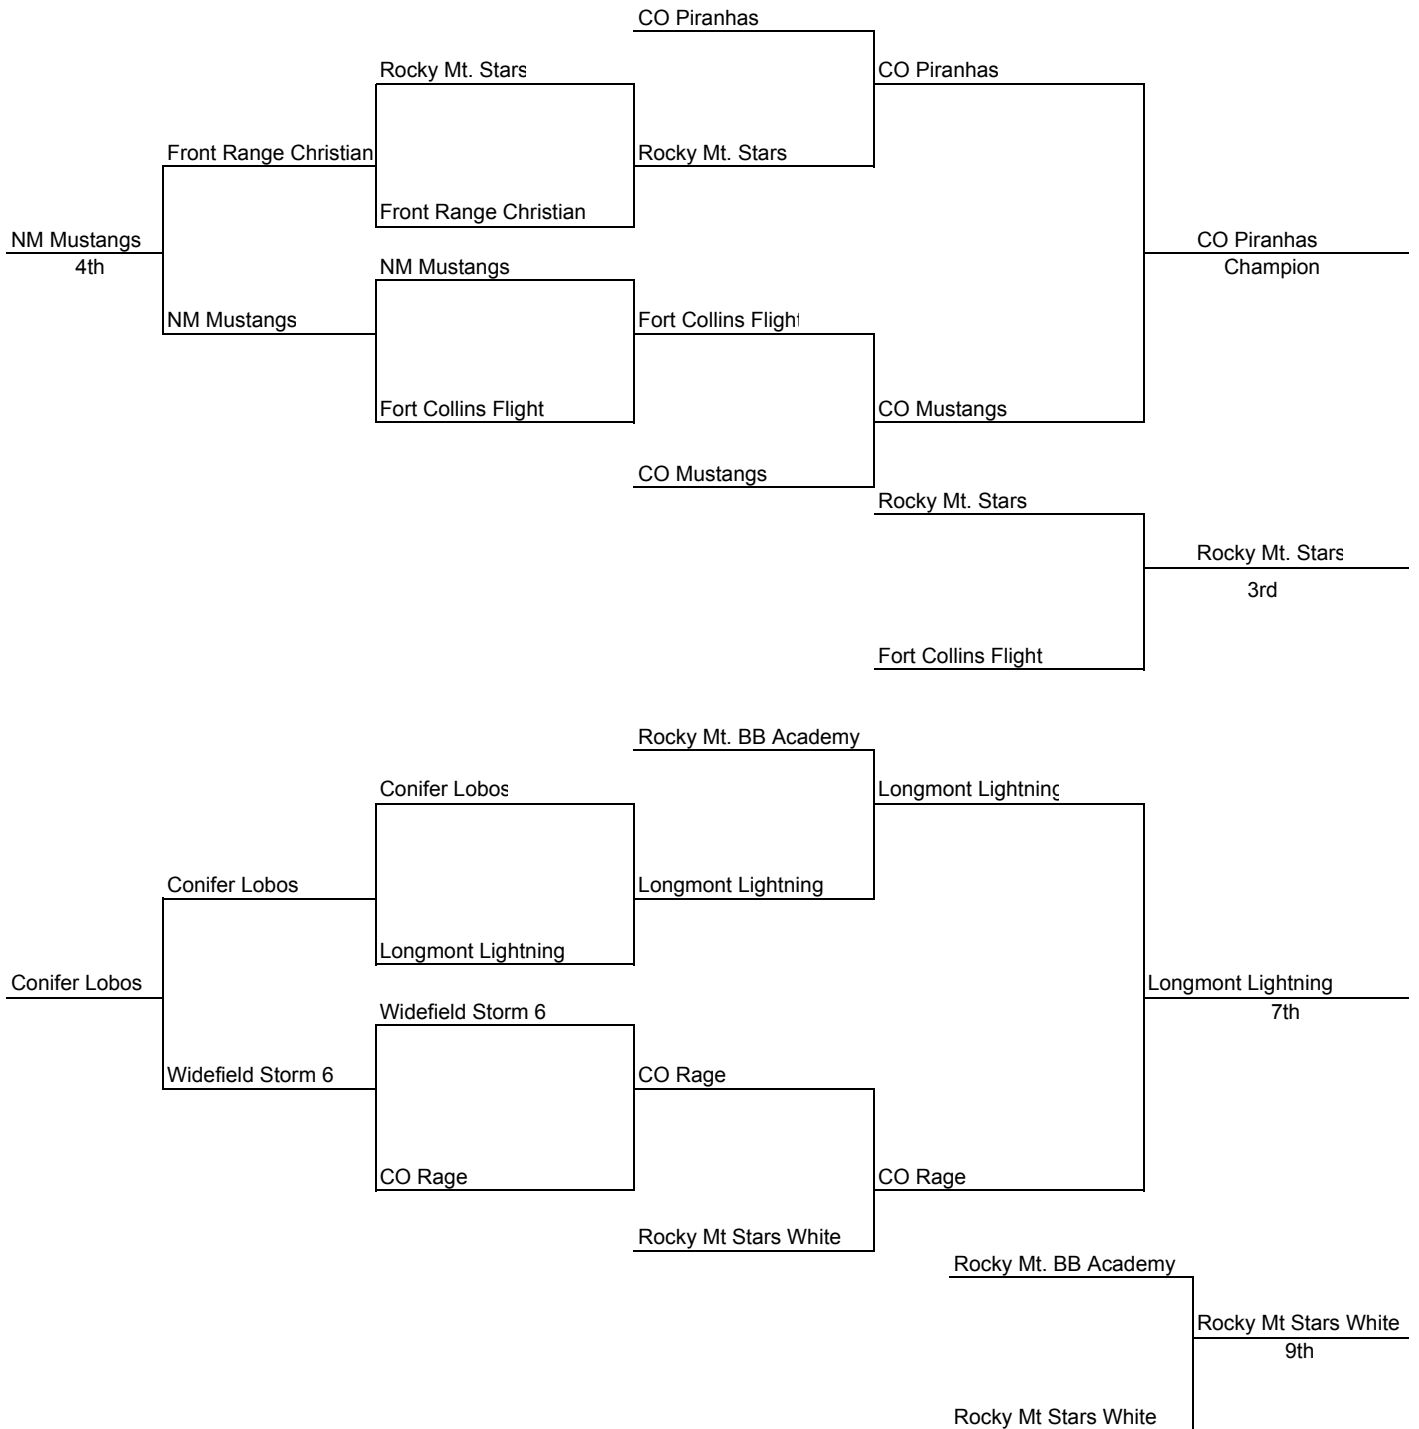 CO Piranhas
Rocky Mt. Stars
CO Piranhas
Front Range Christian
Rocky Mt. Stars
Front Range Christian
NM Mustangs
CO Piranhas
4th
NM Mustangs
Champion
NM Mustangs
Fort Collins Flight
Fort Collins Flight
CO Mustangs
CO Mustangs
Rocky Mt. Stars
Rocky Mt. Stars
3rd
Fort Collins Flight
Rocky Mt. BB Academy
Conifer Lobos
Longmont Lightning
Conifer Lobos
Longmont Lightning
Longmont Lightning
Conifer Lobos
Longmont Lightning
Widefield Storm 6
7th
Widefield Storm 6
CO Rage
CO Rage
CO Rage
Rocky Mt Stars White
Rocky Mt. BB Academy
Rocky Mt Stars White
9th
Rocky Mt Stars White